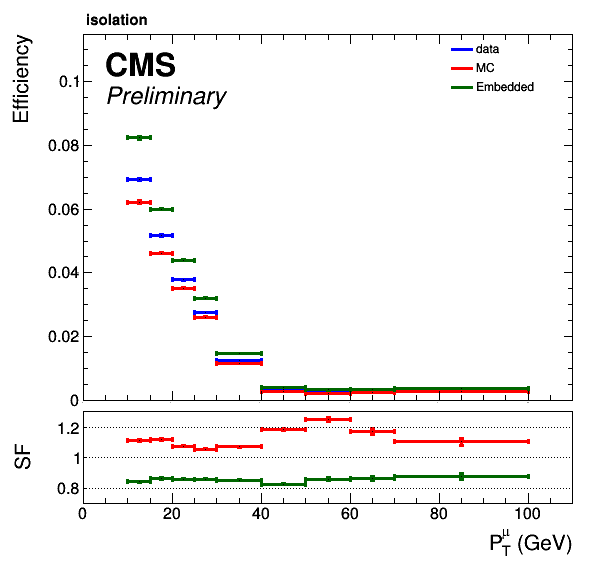 isolation
CMS
Preliminary
data
MC
Embedded
Efficiency
0.1
0.08
0.06
0.04
0.02
0
SF
1.2
1
0.8
0 20 40 60 80 100
P_T^μ (GeV)